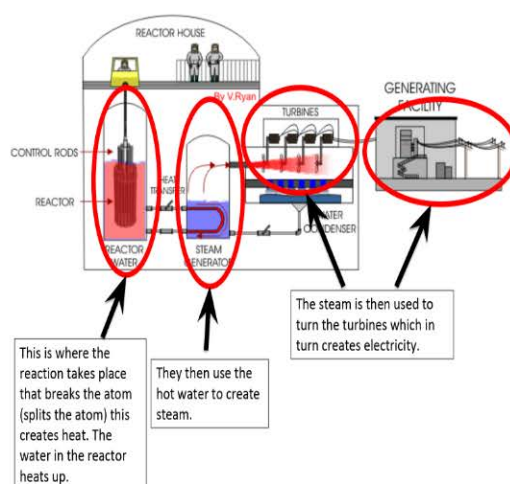 REACTOR HOUSE
By V.Ryan
TURBINES
GENERATING
FACILITY
CONTROL RODS
HEAT
TRANSFER
REACTOR
REACTOR
WATER
STEAM
GENERATOR
WATER
CONDENSER
The steam is then used to
turn the turbines which in
turn creates electricity.
This is where the
reaction takes place
that breaks the atom
(splits the atom) this
creates heat. The
water in the reactor
heats up.
They then use the
hot water to create
steam.